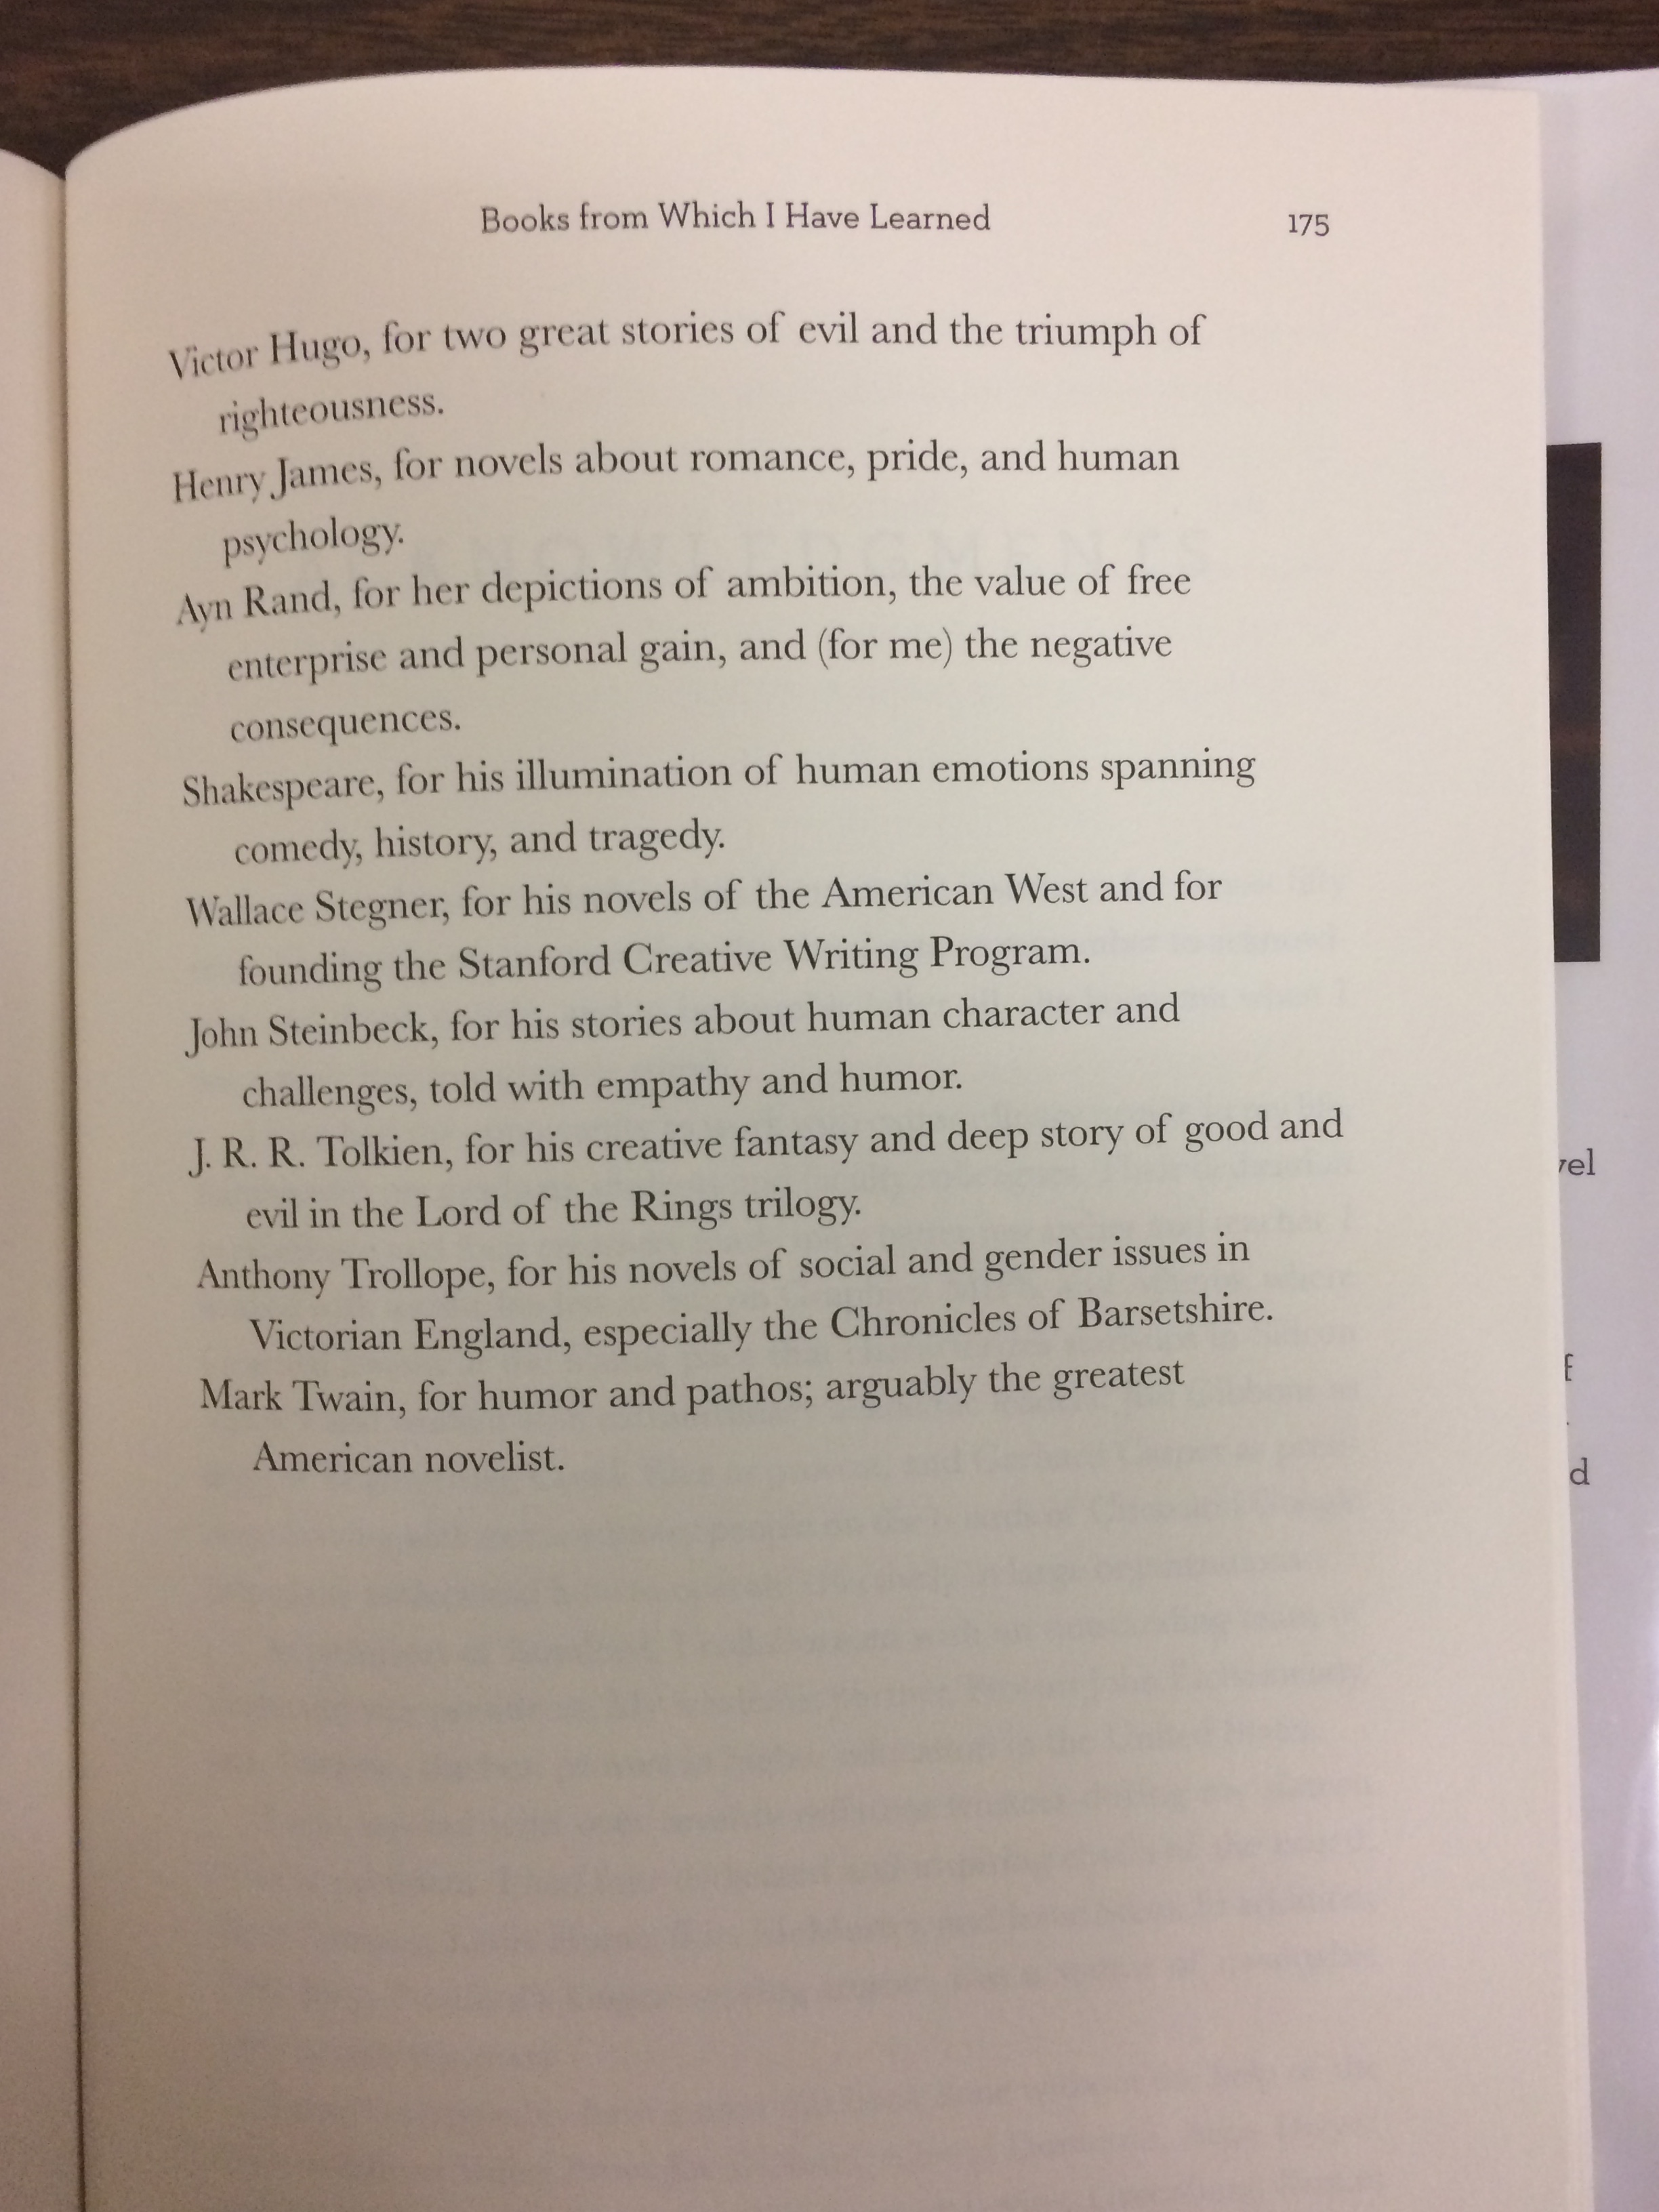 Books from Which I Have Learned 175
Victor Hugo, for two great stories of evil and the triumph of
righteousness.
Henry James, for novels about romance, pride, and human
psychology.
Ayn Rand, for her depictions of ambition, the value of free
enterprise and personal gain, and (for me) the negative
consequences.
Shakespeare, for his illumination of human emotions spanning
comedy, history, and tragedy.
Wallace Stegner, for his novels of the American West and for
founding the Stanford Creative Writing Program.
John Steinbeck, for his stories about human character and
challenges, told with empathy and humor.
J. R. R. Tolkien, for his creative fantasy and deep story of good and
evil in the Lord of the Rings trilogy.
Anthony Trollope, for his novels of social and gender issues in
Victorian England, especially the Chronicles of Barsetshire.
Mark Twain, for humor and pathos; arguably the greatest
American novelist.